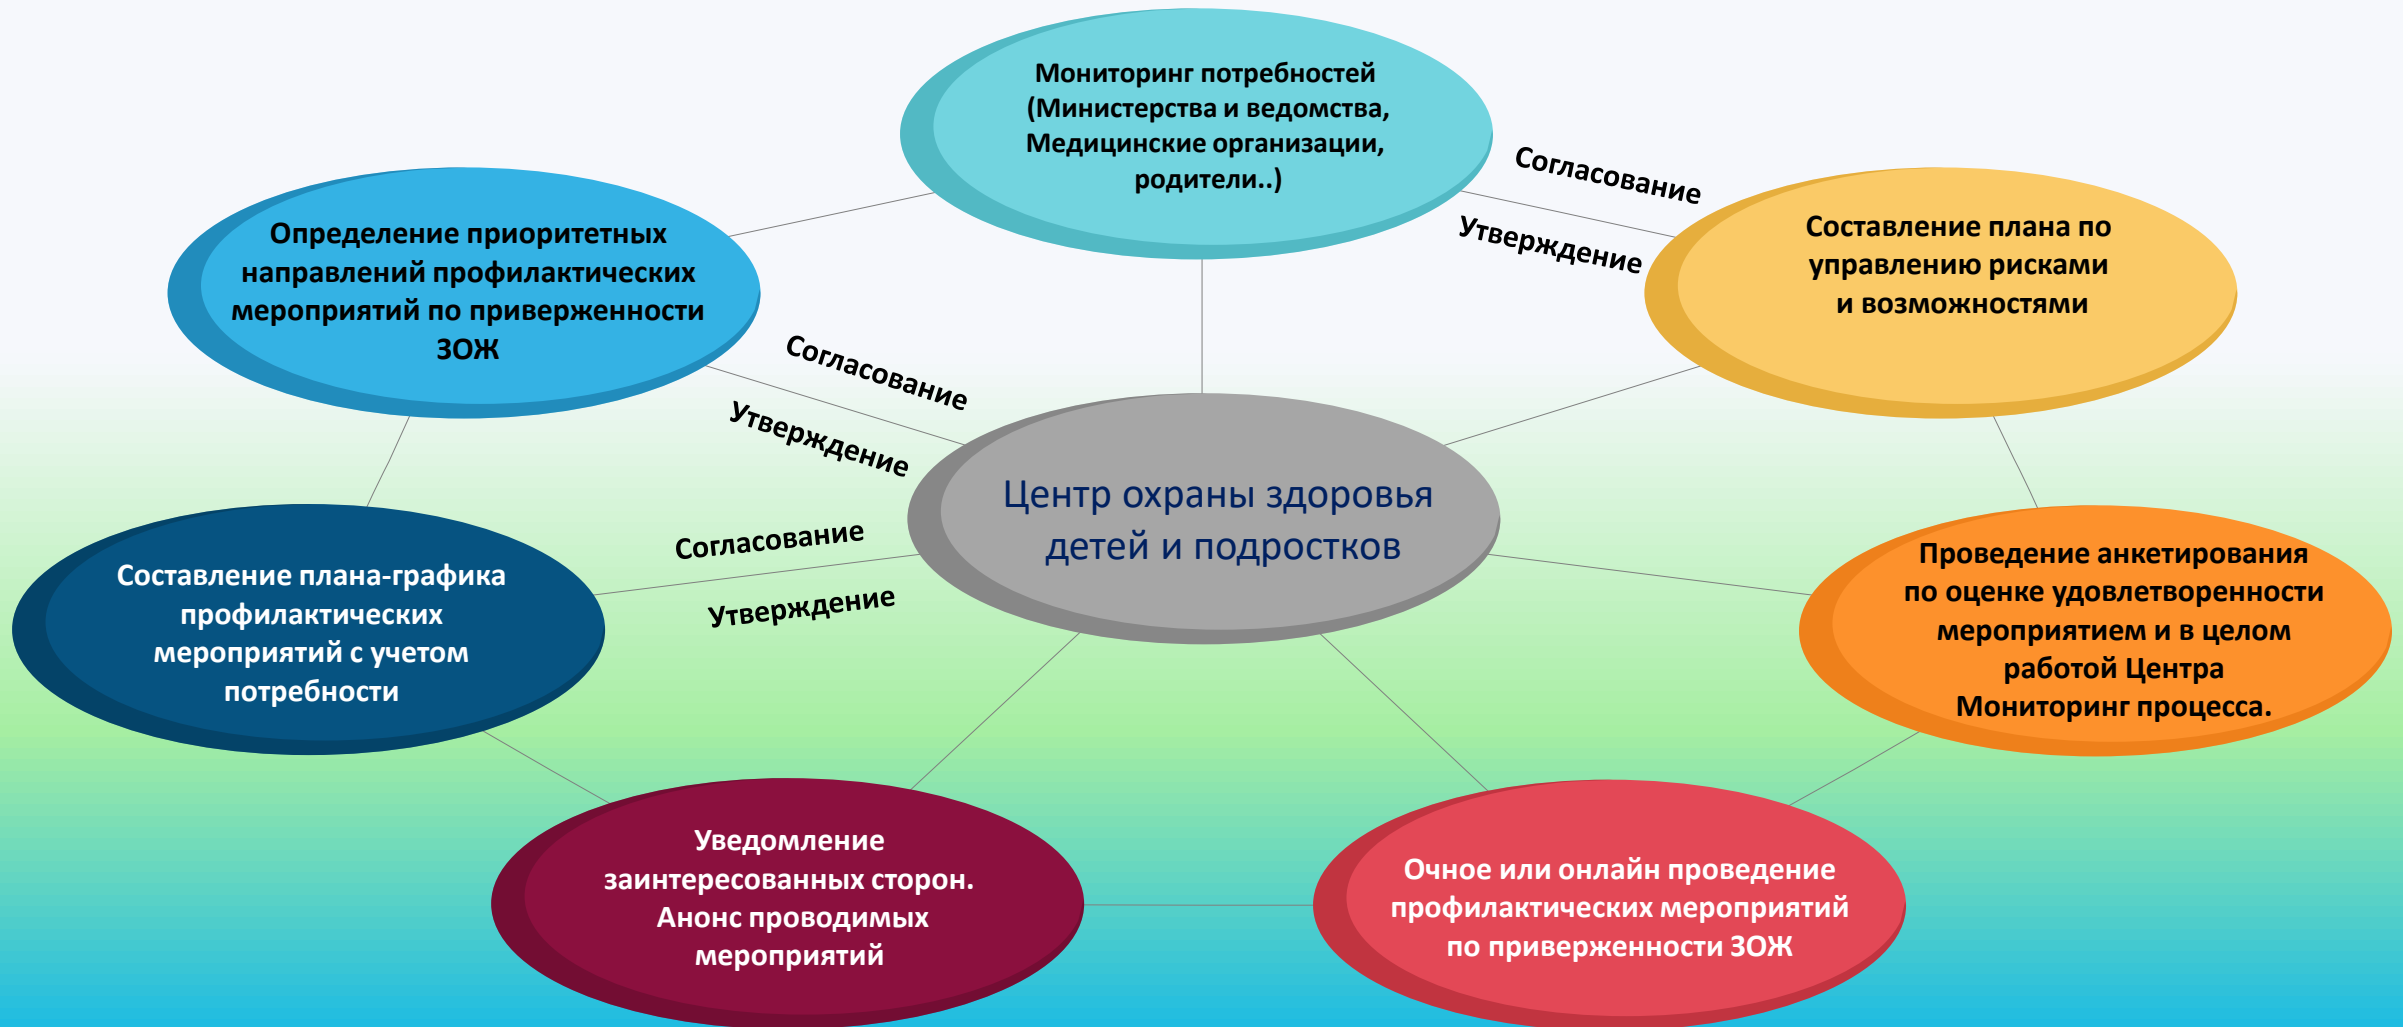 Мониторинг потребностей
(Министерства и ведомства,
Медицинские организации,
родители..)
Согласование
Утверждение
Определение приоритетных
направлений профилактических
мероприятий по приверженности
ЗОЖ
Составление плана по
управлению рисками
и возможностями
Согласование
Утверждение
Центр охраны здоровья
детей и подростков
Согласование
Утверждение
Составление плана-графика
профилактических
мероприятий с учетом
потребности
Проведение анкетирования
по оценке удовлетворенности
мероприятием и в целом
работой Центра
Мониторинг процесса.
Уведомление
заинтересованных сторон.
Анонс проводимых
мероприятий
Очное или онлайн проведение
профилактических мероприятий
по приверженности ЗОЖ